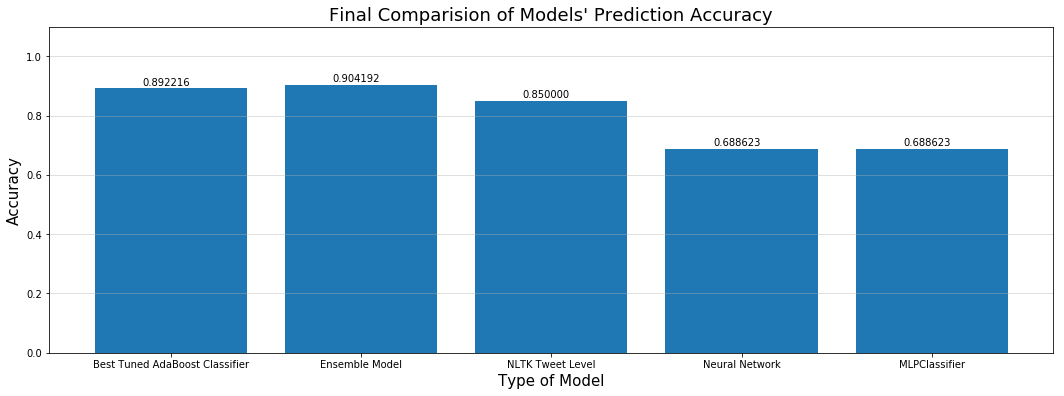 Final Comparision of Models' Prediction Accuracy
1.0
0.8
0.6
0.4
0.2
0.0
Accuracy
0.892216
0.904192
0.850000
0.688623
0.688623
Best Tuned AdaBoost Classifier
Ensemble Model
NLTK Tweet Level
Neural Network
MLPClassifier
Type of Model